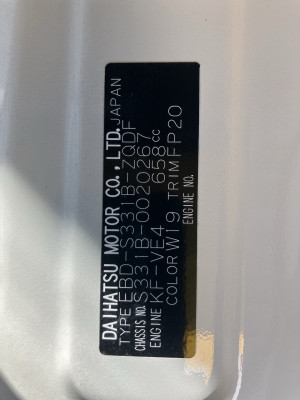 DAIHATSU MOTOR CO.,LTD. JAPAN
TYPE EBD-S331B-ZQDF
CHASSIS NO. S331B-0020267
ENGINE KF-VE4 658cc
COLOR W19 TRIM FP20
ENGINE NO.